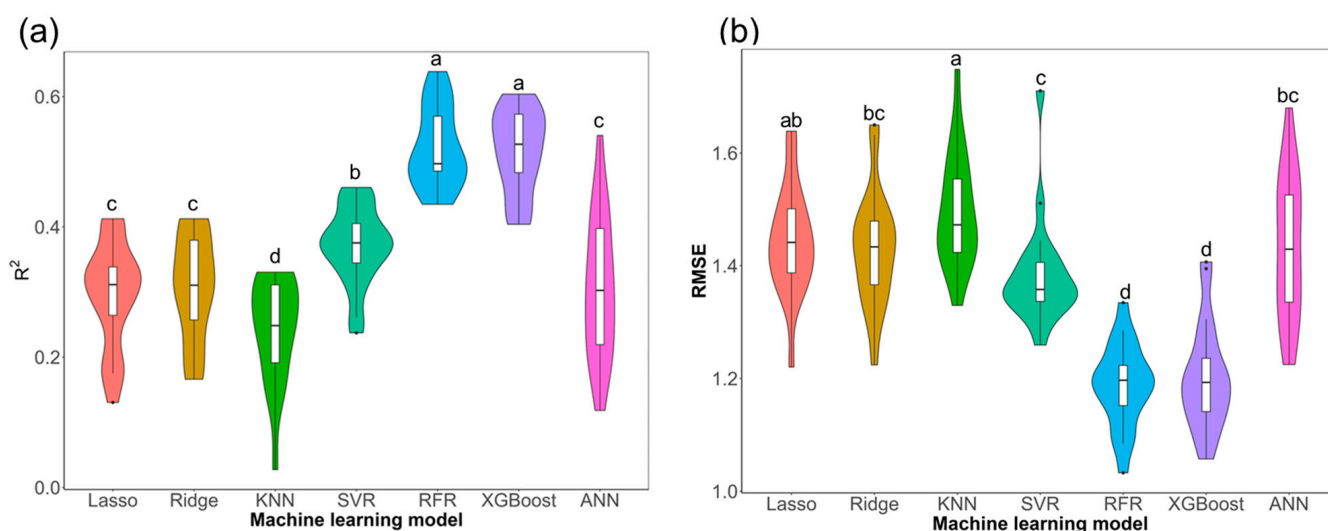 (a)
R2
0.6
0.4
0.2
0.0
c
c
d
b
a
a
c
Lasso Ridge KNN SVR RFR XGBoost ANN
Machine learning model
(b)
RMSE
1.6
1.4
1.2
1.0
ab
bc
a
c
d
d
bc
Lasso Ridge KNN SVR RFR XGBoost ANN
Machine learning model